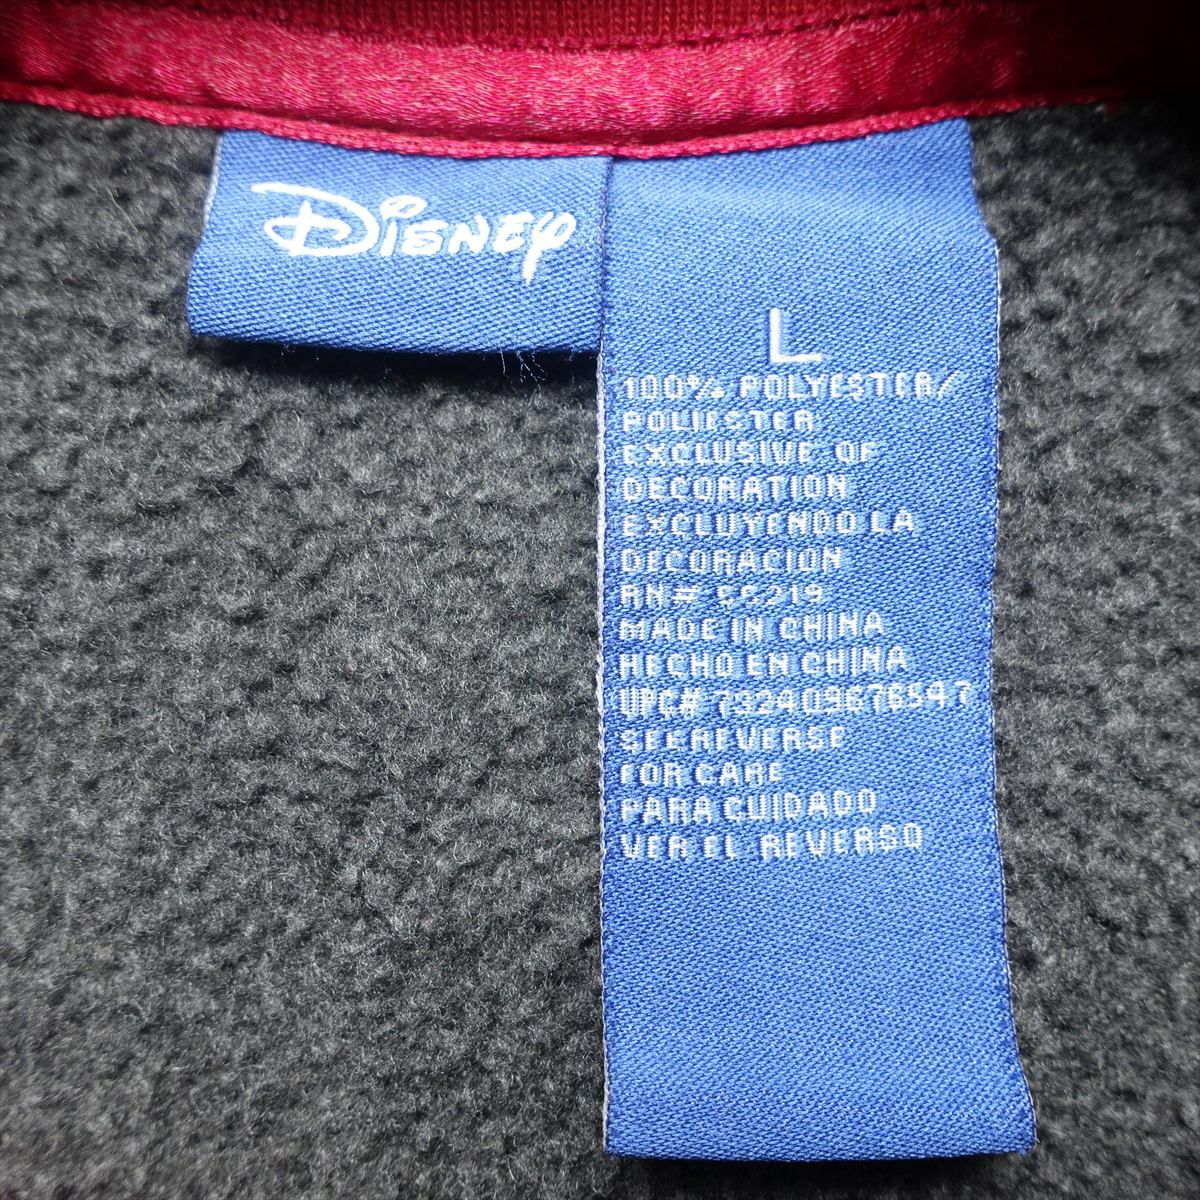 Disney
L
100% POLYESTER/
POLIESTER
EXCLUSIVE OF
DECORATION
EXCLUYENDO LA
DECORACION
RN#
MADE IN CHINA
HECHO EN CHINA
UPC# 732409676547
SEE REVERSE
FOR CARE
PARA CUIDADO
VER EL REVERSO